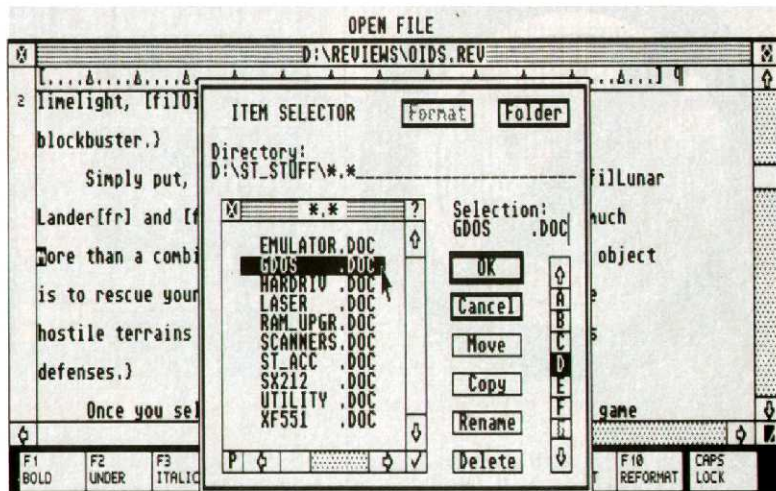 OPEN FILE
D:\REVIEWS\OIDS.REV
2 limelight, [fi]Oi
blockbuster.}
Simply put, fi]Lunar
Lander[fr] and [f uch
More than a combi object
is to rescue your e
hostile terrains s
defenses.}
Once you sel game
ITEM SELECTOR
Format
Folder
Directory:
D:\ST_STUFF\*.*
*.*
?
EMULATOR.DOC
GDOS .DOC
HARDRIV .DOC
LASER .DOC
RAM_UPGR.DOC
SCANNERS.DOC
ST_ACC .DOC
SX212 .DOC
UTILITY .DOC
XF551 .DOC
P
Selection:
GDOS .DOC
OK
Cancel
Move
Copy
Rename
Delete
A
B
C
D
E
F
F1 BOLD
F2 UNDER
F3 ITALIC
T
F10 REFORMAT
CAPS LOCK